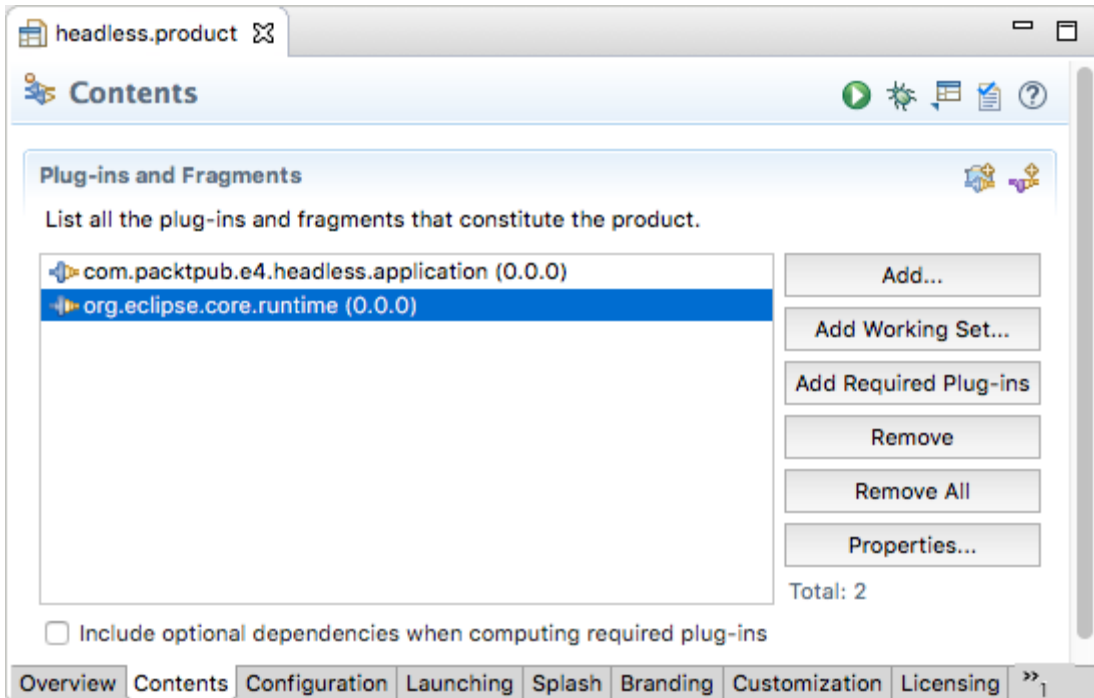 headless.product
Contents
Plug-ins and Fragments
List all the plug-ins and fragments that constitute the product.
com.packtpub.e4.headless.application (0.0.0)
org.eclipse.core.runtime (0.0.0)
Add...
Add Working Set...
Add Required Plug-ins
Remove
Remove All
Properties...
Total: 2
Include optional dependencies when computing required plug-ins
Overview Contents Configuration Launching Splash Branding Customization Licensing »1